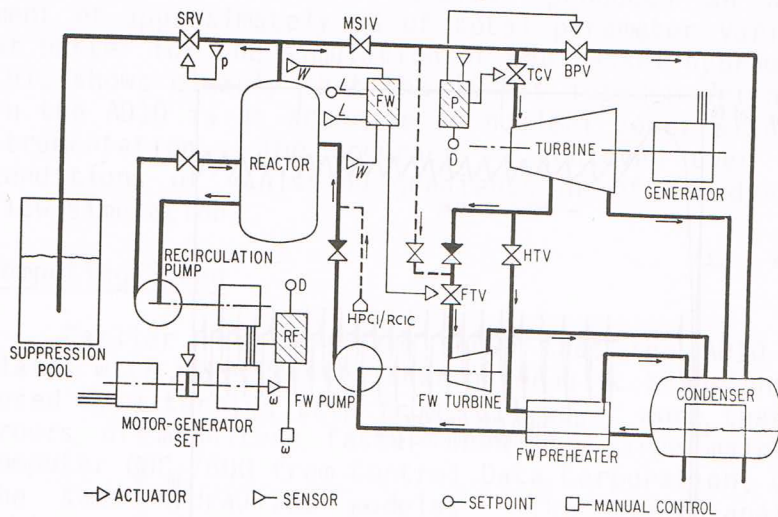 SRV
MSIV
P
W
L
L
FW
W
P
D
TCV
BPV
REACTOR
TURBINE
GENERATOR
RECIRCULATION
PUMP
D
RF
HPCI/RCIC
HTV
FTV
SUPPRESSION
POOL
ω
ω
MOTOR-GENERATOR
SET
FW PUMP
FW TURBINE
FW PREHEATER
CONDENSER
ACTUATOR
SENSOR
SETPOINT
MANUAL CONTROL